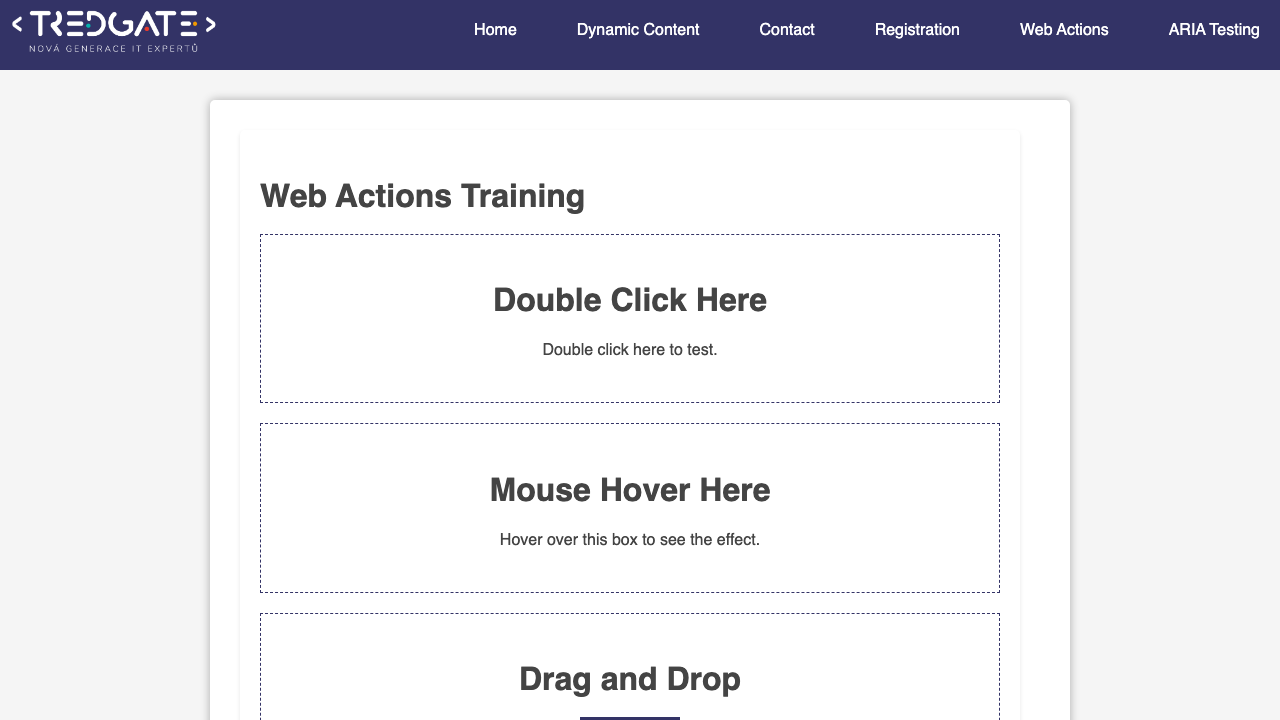 < TREDGATE >
NOVÁ GENERACE IT EXPERTŮ
Home
Dynamic Content
Contact
Registration
Web Actions
ARIA Testing
Web Actions Training
Double Click Here
Double click here to test.
Mouse Hover Here
Hover over this box to see the effect.
Drag and Drop